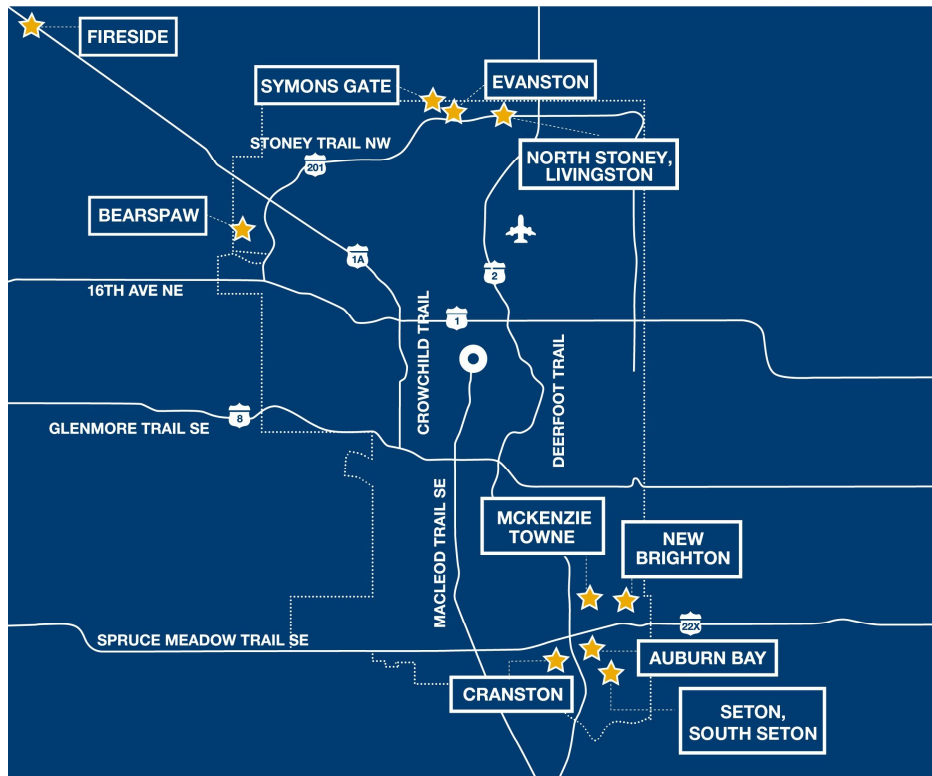 FIRESIDE
SYMONS GATE
EVANSTON
STONEY TRAIL NW
201
NORTH STONEY,
LIVINGSTON
BEARSPAW
1A
2
16TH AVE NE
1
CROWCHILD TRAIL
DEERFOOT TRAIL
8
GLENMORE TRAIL SE
MACLEOD TRAIL SE
MCKENZIE
TOWNE
NEW
BRIGHTON
22X
SPRUCE MEADOW TRAIL SE
AUBURN BAY
CRANSTON
SETON,
SOUTH SETON